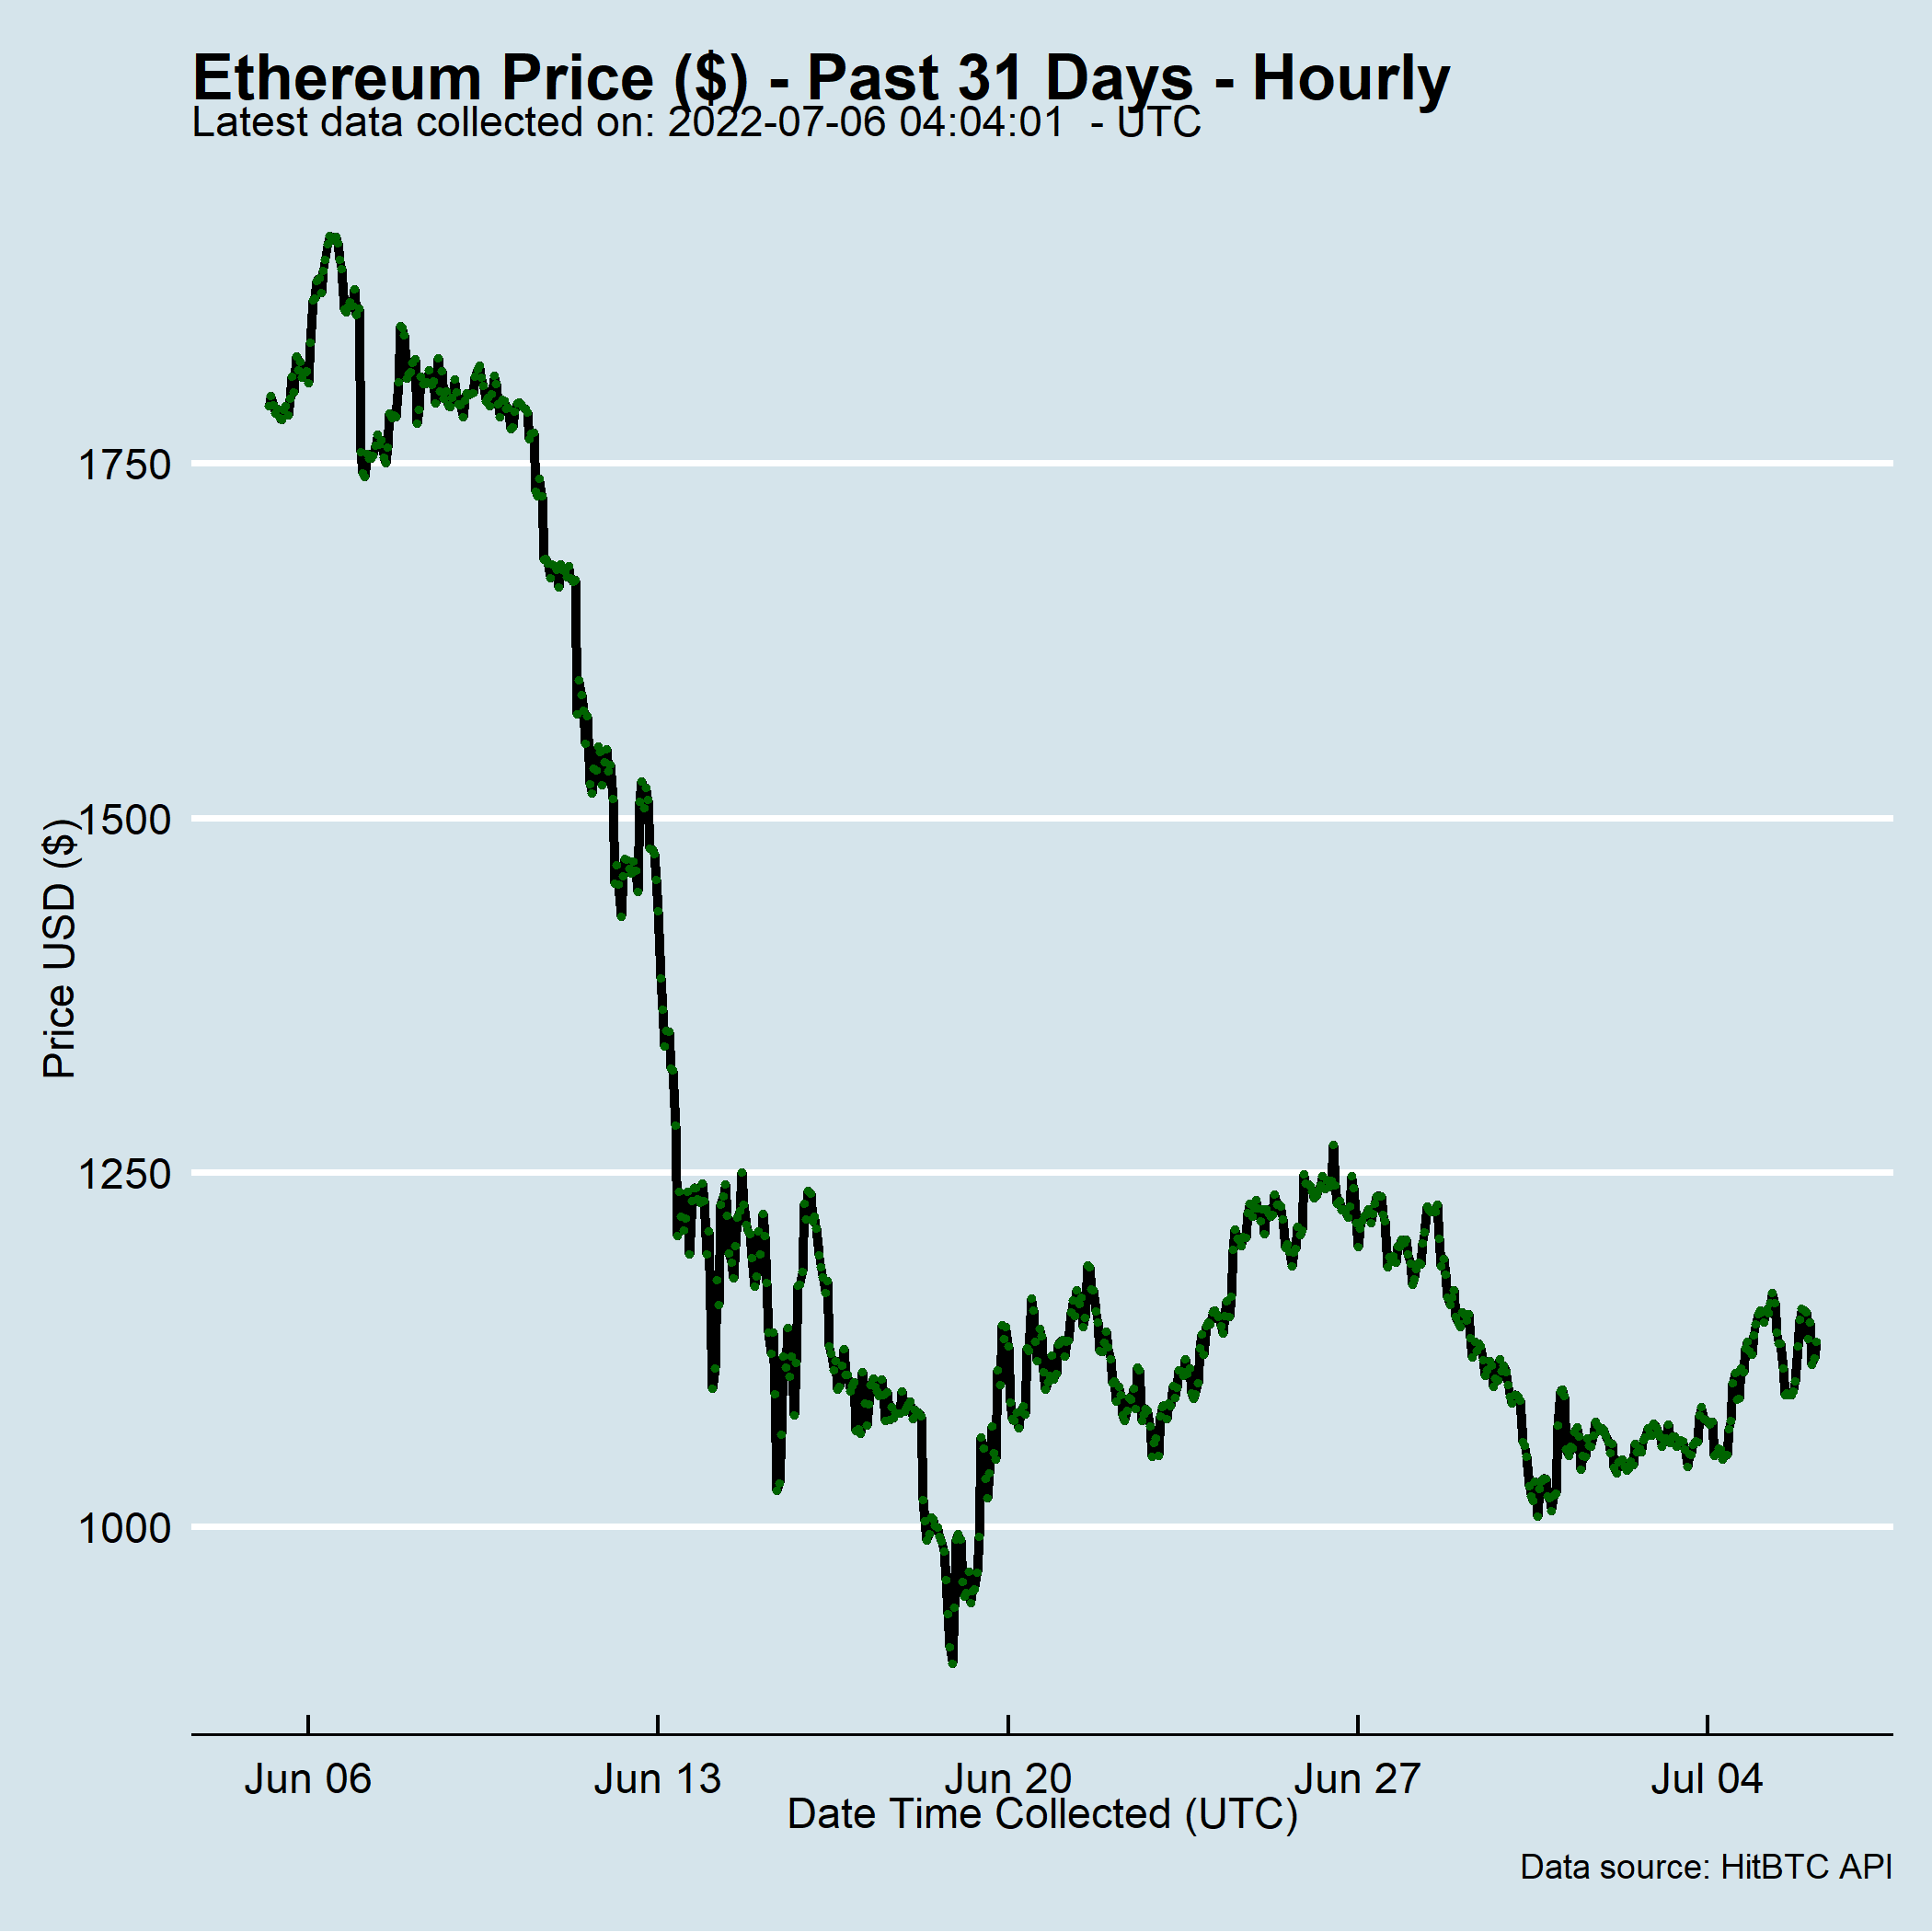 Ethereum Price ($) - Past 31 Days - Hourly
Latest data collected on: 2022-07-06 04:04:01  - UTC
1750
1500
1250
1000
Price USD ($)
Jun 06
Jun 13
Jun 20
Jun 27
Jul 04
Date Time Collected (UTC)
Data source: HitBTC API